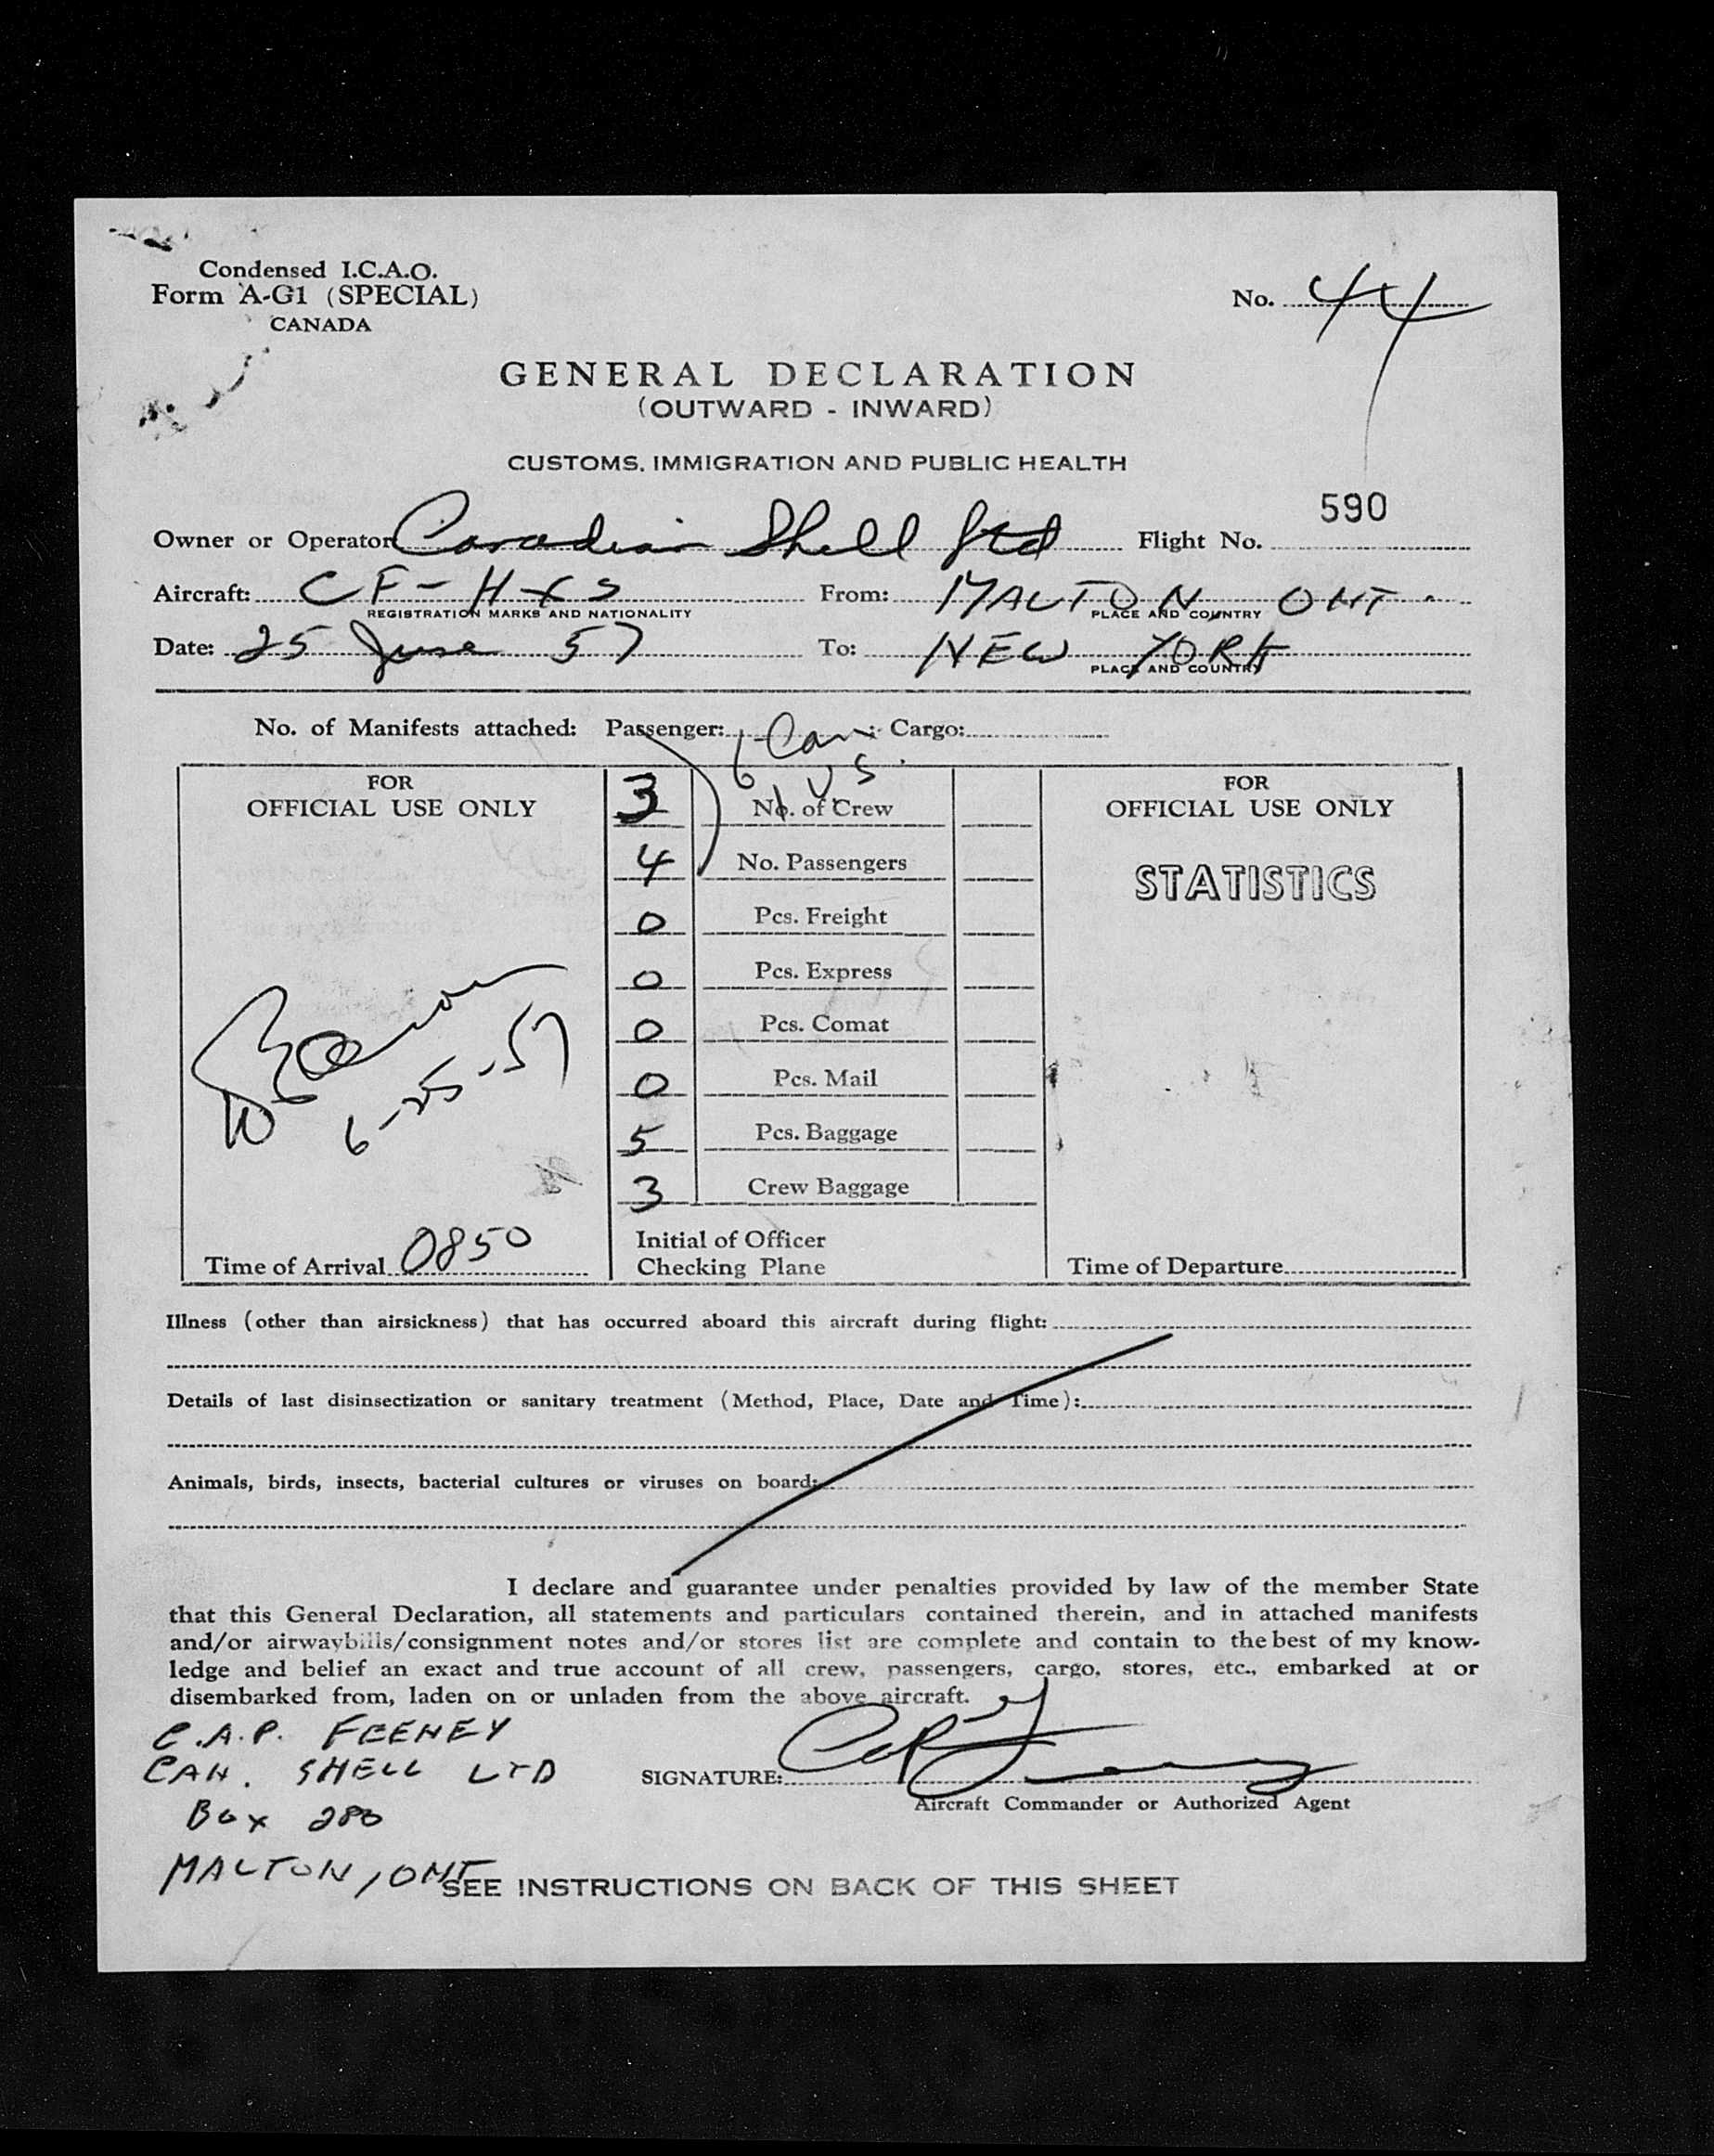 Condensed I.C.A.O.
Form A-G1 (SPECIAL)
CANADA
No. 44
GENERAL DECLARATION
(OUTWARD - INWARD)
CUSTOMS, IMMIGRATION AND PUBLIC HEALTH
590
Owner or Operator Canadian Shell Ltd Flight No.
Aircraft: CF-HXS From: MALTON ONT.
REGISTRATION MARKS AND NATIONALITY PLACE AND COUNTRY
Date: 25 June 57 To: NEW YORK
PLACE AND COUNTRY
No. of Manifests attached: Passenger: 6 Can. Cargo:
1 U.S.
FOR OFFICIAL USE ONLY
6-25-57
Time of Arrival 0850
3 No. of Crew
4 No. Passengers
0 Pcs. Freight
0 Pcs. Express
0 Pcs. Comat
0 Pcs. Mail
5 Pcs. Baggage
3 Crew Baggage
Initial of Officer
Checking Plane
FOR
OFFICIAL USE ONLY
STATISTICS
Time of Departure
Illness (other than airsickness) that has occurred aboard this aircraft during flight:
Details of last disinsectization or sanitary treatment (Method, Place, Date and Time):
Animals, birds, insects, bacterial cultures or viruses on board:
I declare and guarantee under penalties provided by law of the member State
that this General Declaration, all statements and particulars contained therein, and in attached manifests
and/or airwaybills/consignment notes and/or stores list are complete and contain to the best of my know-
ledge and belief an exact and true account of all crew, passengers, cargo, stores, etc., embarked at or
disembarked from, laden on or unladen from the above aircraft.
C.A.P. FEENEY
CAN. SHELL LTD
BOX 280
MALTON, ONT
SIGNATURE: CAP Feeney
Aircraft Commander or Authorized Agent
SEE INSTRUCTIONS ON BACK OF THIS SHEET